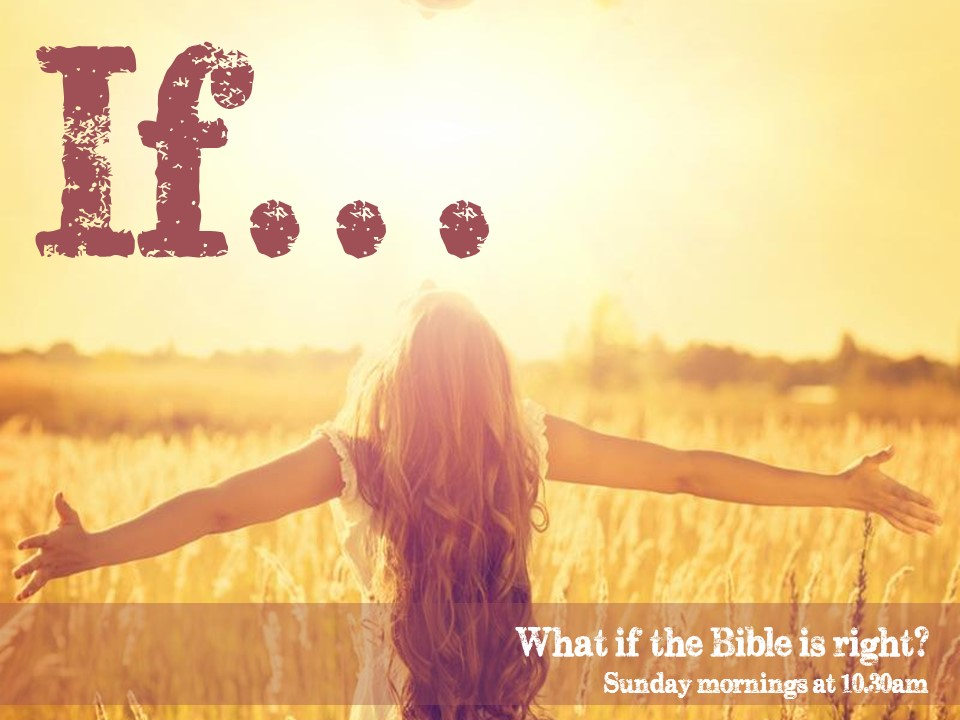 If...
What if the Bible is right?
Sunday mornings at 10.30am